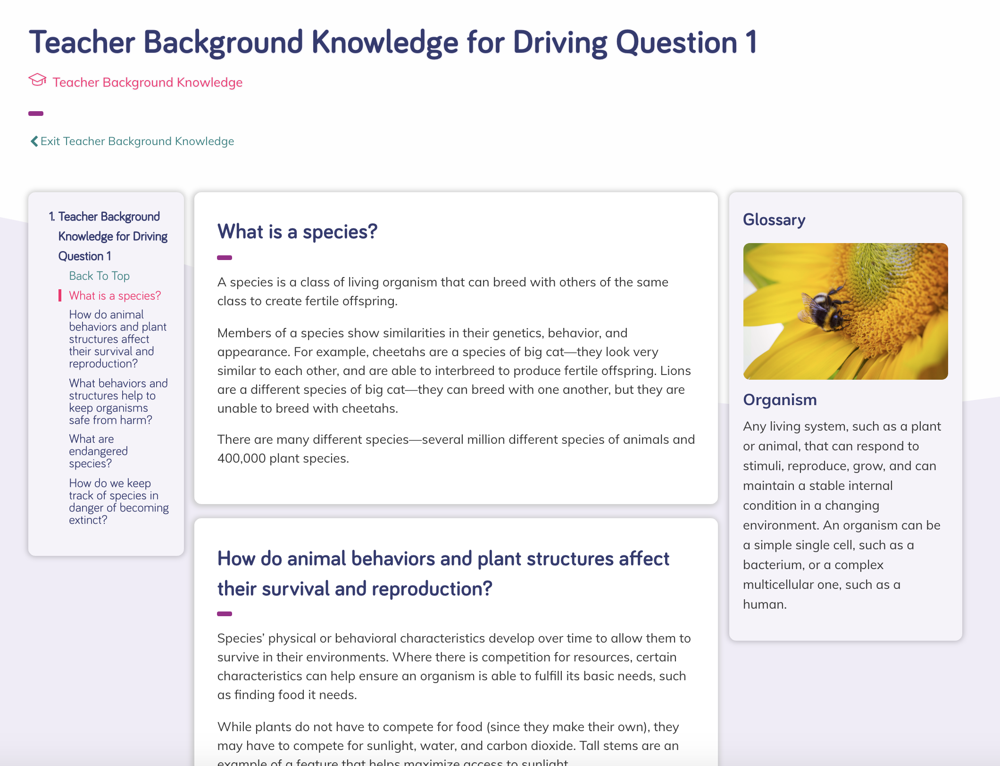 Teacher Background Knowledge for Driving Question 1
Teacher Background Knowledge
Exit Teacher Background Knowledge
1. Teacher Background
Knowledge for Driving
Question 1
Back To Top
What is a species?
How do animal
behaviors and plant
structures affect
their survival and
reproduction?
What behaviors and
structures help to
keep organisms
safe from harm?
What are
endangered
species?
How do we keep
track of species in
danger of becoming
extinct?
What is a species?
A species is a class of living organism that can breed with others of the same
class to create fertile offspring.
Members of a species show similarities in their genetics, behavior, and
appearance. For example, cheetahs are a species of big cat—they look very
similar to each other, and are able to interbreed to produce fertile offspring. Lions
are a different species of big cat—they can breed with one another, but they are
unable to breed with cheetahs.
There are many different species—several million different species of animals and
400,000 plant species.
How do animal behaviors and plant structures affect
their survival and reproduction?
Species’ physical or behavioral characteristics develop over time to allow them to
survive in their environments. Where there is competition for resources, certain
characteristics can help ensure an organism is able to fulfill its basic needs, such
as finding food it needs.
While plants do not have to compete for food (since they make their own), they
may have to compete for sunlight, water, and carbon dioxide. Tall stems are an
example of a feature that helps maximize access to sunlight.
Glossary
Organism
Any living system, such as a plant
or animal, that can respond to
stimuli, reproduce, grow, and can
maintain a stable internal
condition in a changing
environment. An organism can be
a simple single cell, such as a
bacterium, or a complex
multicellular one, such as a
human.